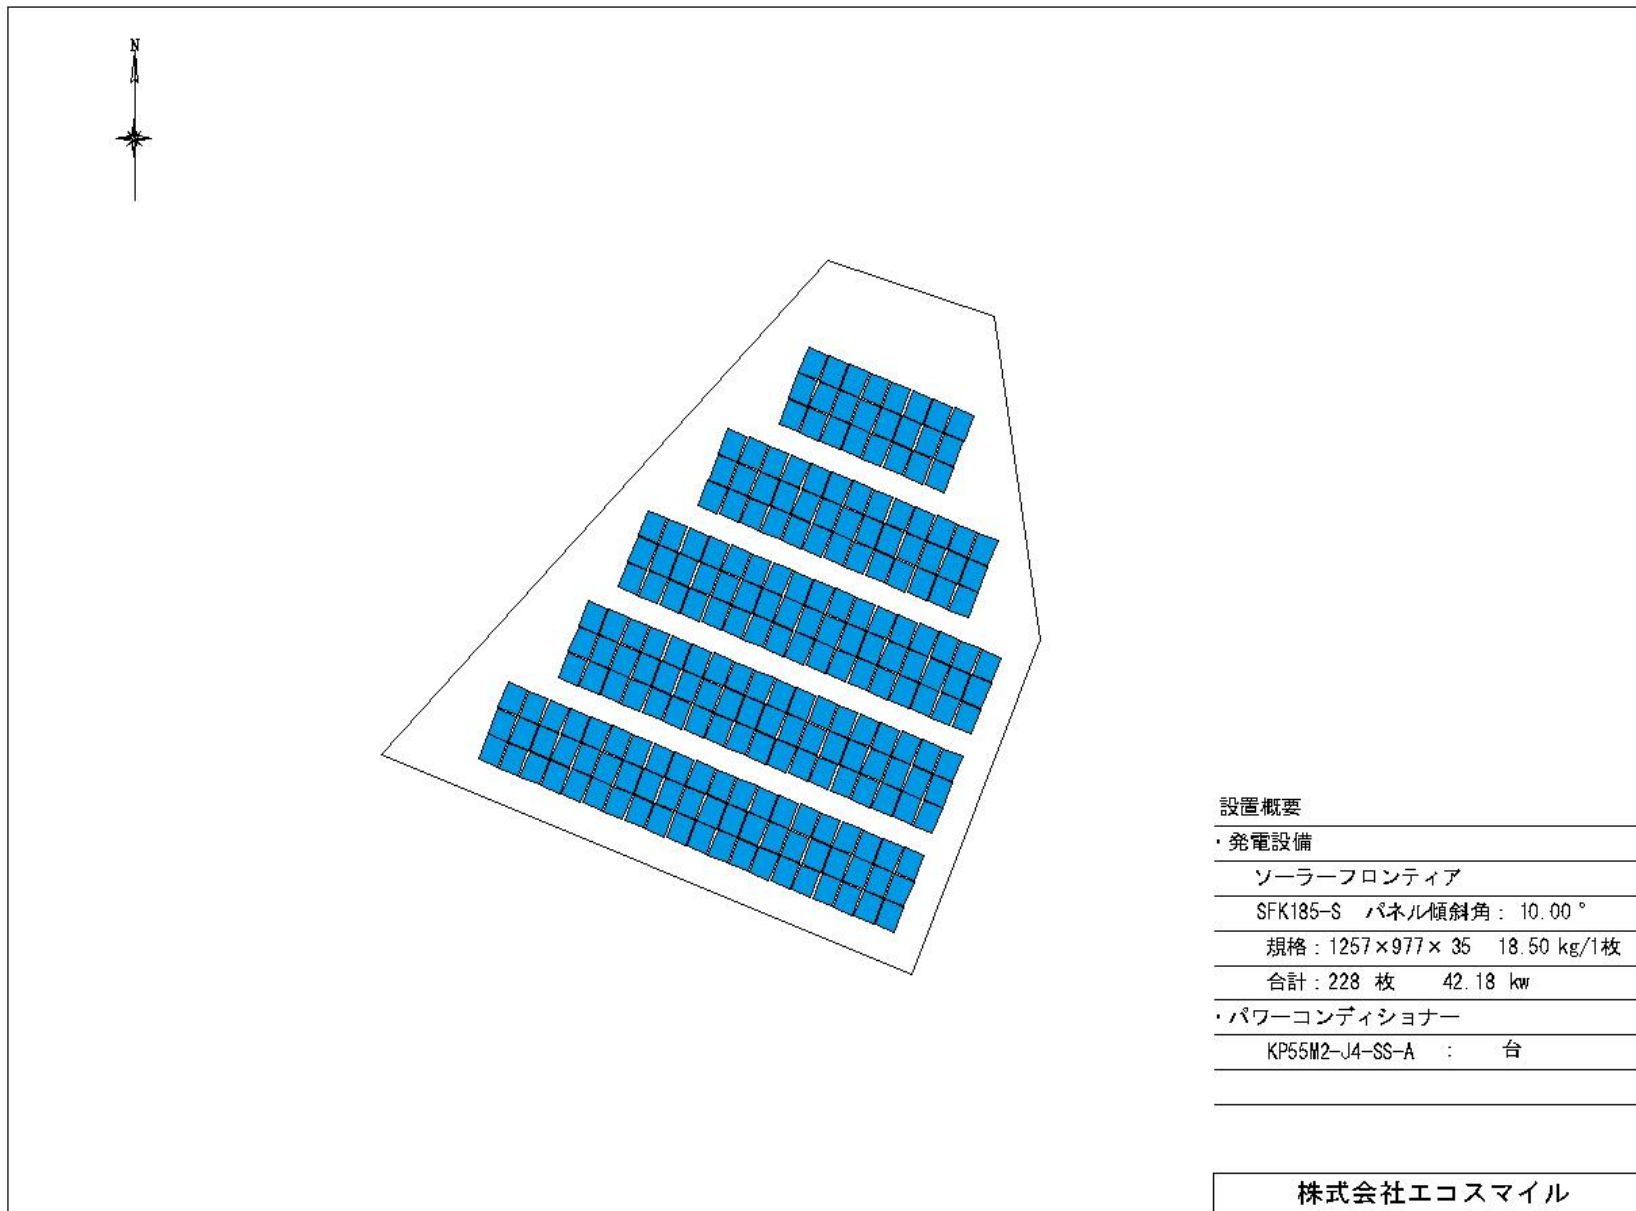 N
設置概要
・発電設備
ソーラーフロンティア
SFK185-S パネル傾斜角： 10.00°
規格：1257×977× 35 18.50 kg/1枚
合計：228 枚 42.18 kw
・パワーコンディショナー
KP55M2-J4-SS-A ： 台
株式会社エコスマイル